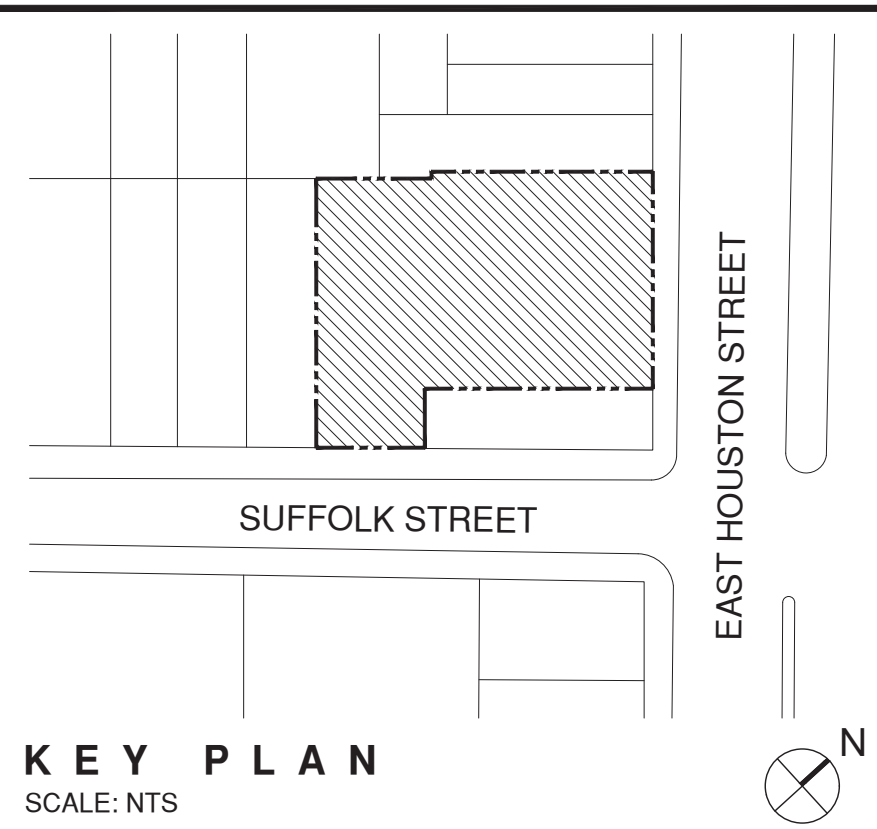 EAST HOUSTON STREET
SUFFOLK STREET
KEY PLAN
SCALE: NTS
N